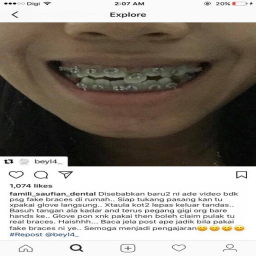 Digi 2:07 AM 20%
Explore
beyl4_
1,074 likes
famili_saufian_dental Disebabkan baru2 ni ade video bdk
psg fake braces di rumah.. Siap tukang pasang kan tu
xpakai glove langsung.. Xtaula kot2 lepas keluar tandas..
Basuh tangan ala kadar and terus pegang gigi org bare
hands ke.. Glove pon xnk pakai then boleh claim pulak tu
real braces. Haishhh... Baca jela post ape jadik bila pakai
fake braces ni ye.. Semoga menjadi pengajaran😄😄😄😄
#Repost @beyl4_